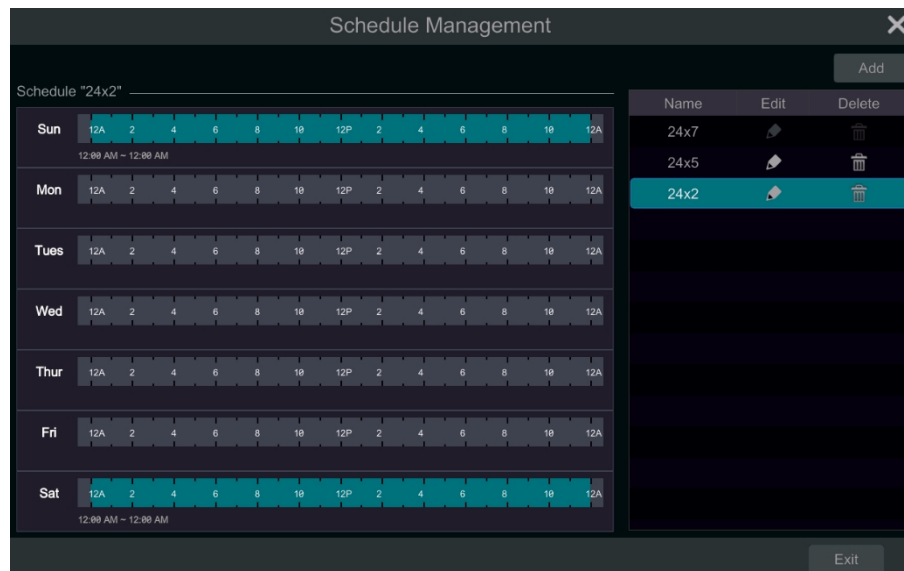 Schedule Management
Add
Schedule "24x2"
Sun 12A 2 4 6 8 10 12P 2 4 6 8 10 12A
12:00 AM ~ 12:00 AM
Mon 12A 2 4 6 8 10 12P 2 4 6 8 10 12A
Tues 12A 2 4 6 8 10 12P 2 4 6 8 10 12A
Wed 12A 2 4 6 8 10 12P 2 4 6 8 10 12A
Thur 12A 2 4 6 8 10 12P 2 4 6 8 10 12A
Fri 12A 2 4 6 8 10 12P 2 4 6 8 10 12A
Sat 12A 2 4 6 8 10 12P 2 4 6 8 10 12A
12:00 AM ~ 12:00 AM
Name Edit Delete
24x7
24x5
24x2
Exit